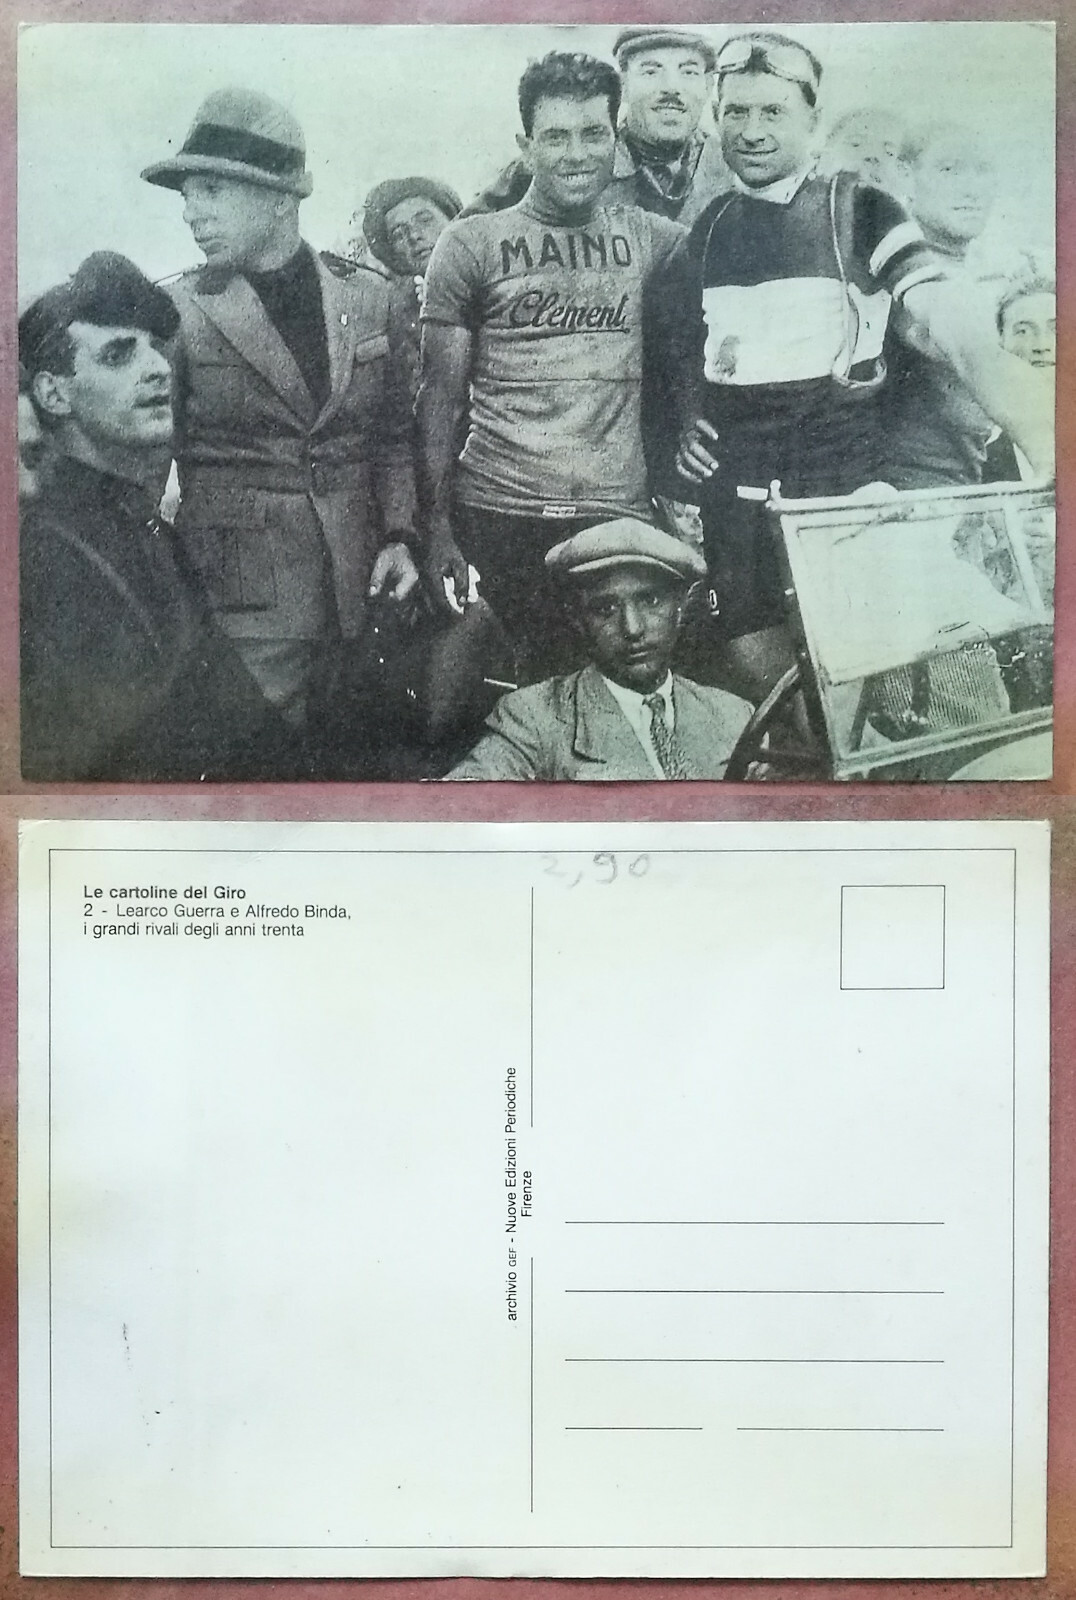 MAINO
Clément
Le cartoline del Giro
2 - Learco Guerra e Alfredo Binda,
i grandi rivali degli anni trenta
2,90
archivio GEF - Nuove Edizioni Periodiche
Firenze